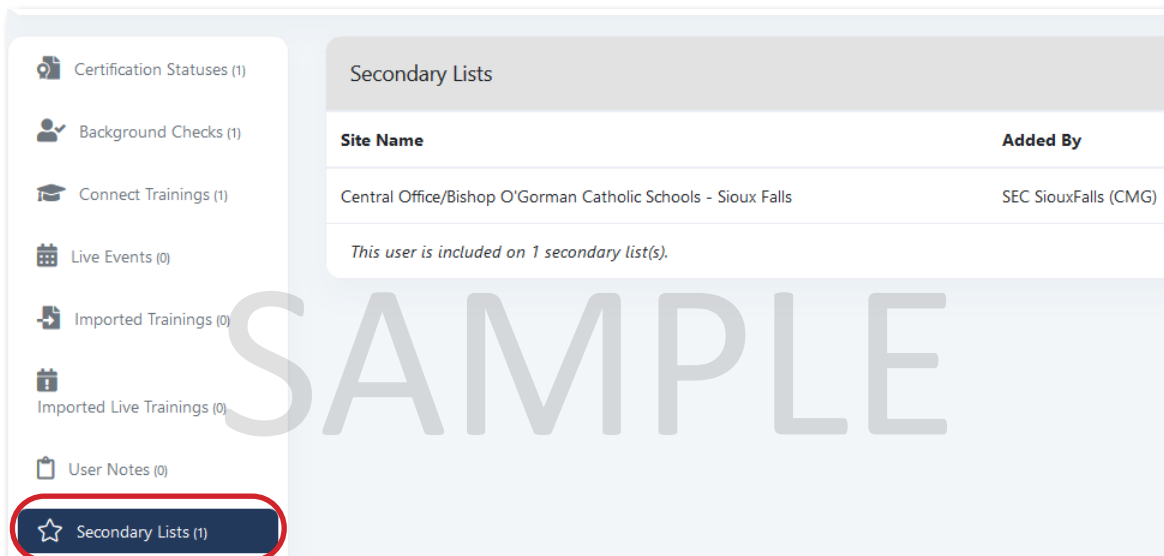 Certification Statuses (1)
Background Checks (1)
Connect Trainings (1)
Live Events (0)
Imported Trainings (0)
Imported Live Trainings (0)
User Notes (0)
Secondary Lists (1)
Secondary Lists
Site Name Added By
Central Office/Bishop O'Gorman Catholic Schools - Sioux Falls SEC SiouxFalls (CMG)
This user is included on 1 secondary list(s).
SAMPLE